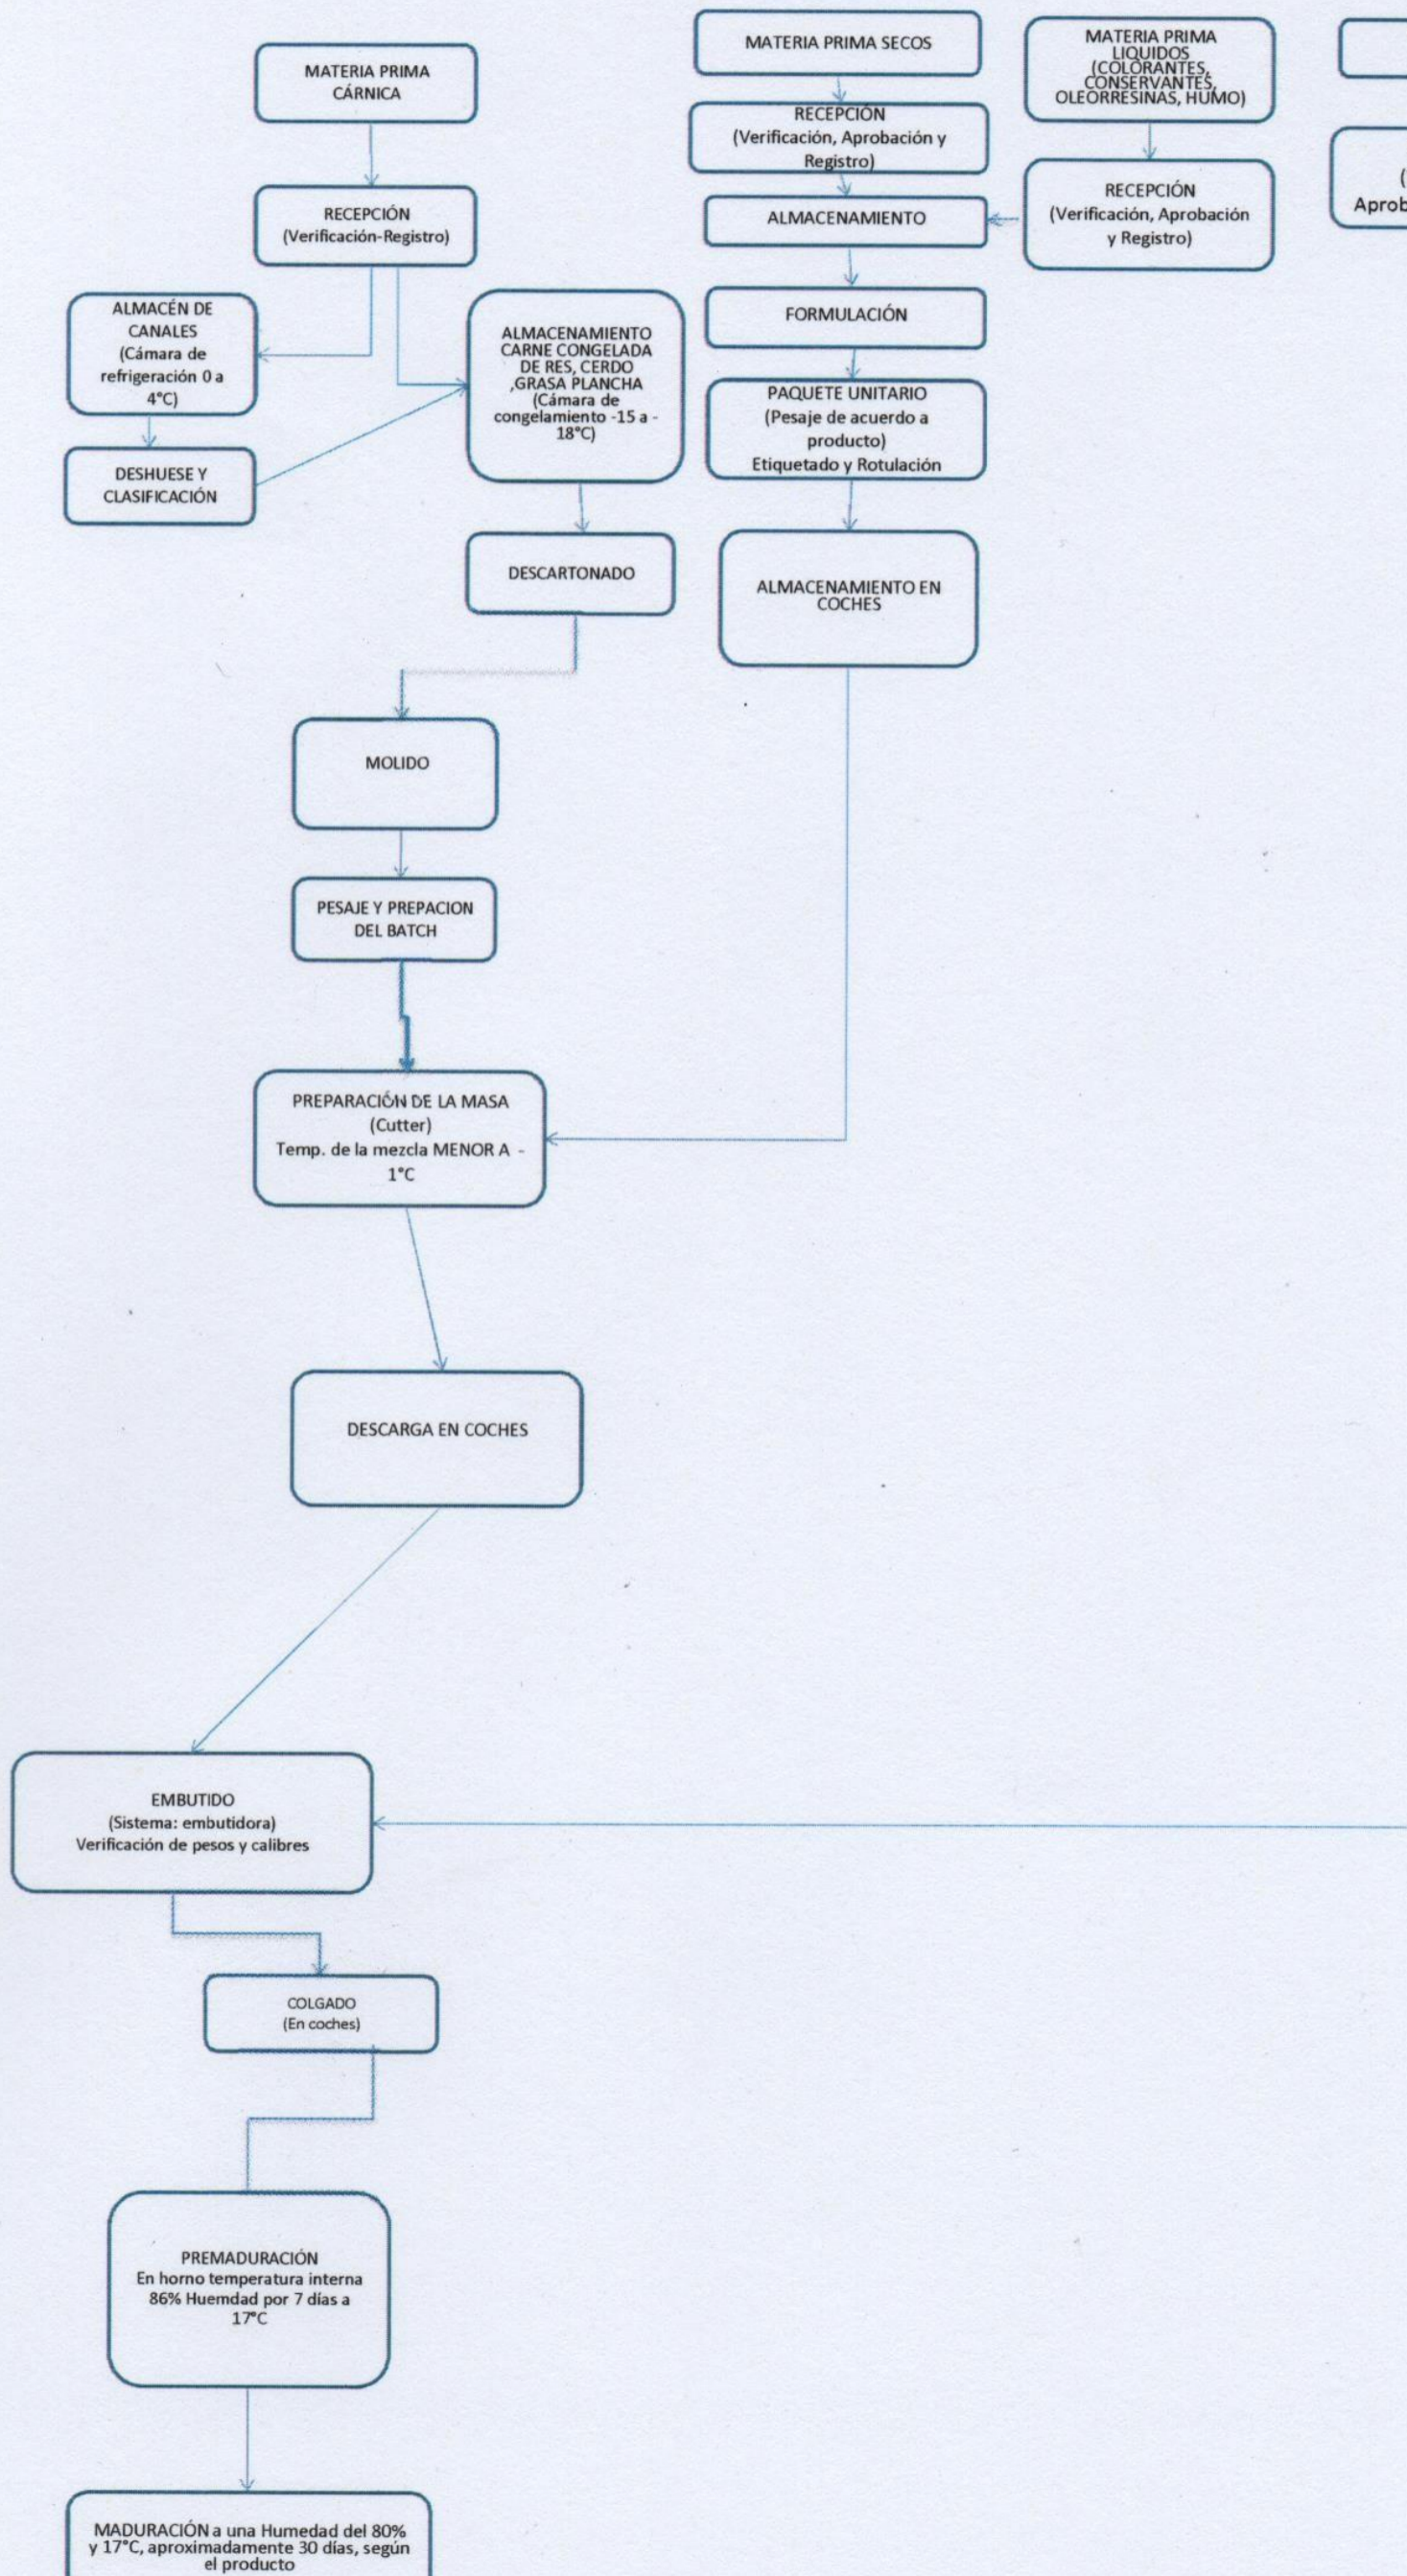 MATERIA PRIMA
CÁRNICA
RECEPCIÓN
(Verificación-Registro)
ALMACÉN DE
CANALES
(Cámara de
refrigeración 0 a
4°C)
DESHUESE Y
CLASIFICACIÓN
ALMACENAMIENTO
CARNE CONGELADA
DE RES, CERDO
,GRASA PLANCHA
(Cámara de
congelamiento -15 a -
18°C)
DESCARTONADO
MATERIA PRIMA SECOS
RECEPCIÓN
(Verificación, Aprobación y
Registro)
ALMACENAMIENTO
FORMULACIÓN
PAQUETE UNITARIO
(Pesaje de acuerdo a
producto)
Etiquetado y Rotulación
ALMACENAMIENTO EN
COCHES
MATERIA PRIMA
LIQUIDOS
(COLORANTES,
CONSERVANTES,
OLEORRESINAS, HUMO)
RECEPCIÓN
(Verificación, Aprobación
y Registro)
(
Aprob
MOLIDO
PESAJE Y PREPACION
DEL BATCH
PREPARACIÓN DE LA MASA
(Cutter)
Temp. de la mezcla MENOR A -
1°C
DESCARGA EN COCHES
EMBUTIDO
(Sistema: embutidora)
Verificación de pesos y calibres
COLGADO
(En coches)
PREMADURACIÓN
En horno temperatura interna
86% Huemdad por 7 días a
17°C
MADURACIÓN a una Humedad del 80%
y 17°C, aproximadamente 30 días, según
el producto